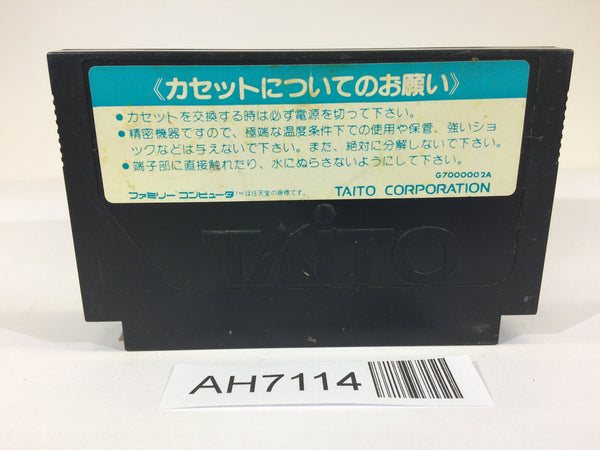 《カセットについてのお願い》
●カセットを交換する時は必ず電源を切って下さい。
●精密機器ですので、極端な温度条件下での使用や保管、強いショ
ックなどは与えないで下さい。また、絶対に分解しないで下さい。
●端子部に直接触れたり、水にぬらさないようにして下さい。
G7000002A
ファミリーコンピュータ™は任天堂の商標です。 TAITO CORPORATION
TAITO
AH7114